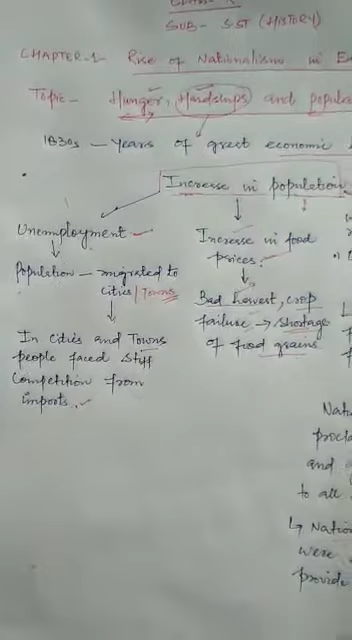 SUB- SST (HISTORY)
CHAPTER-1- Rise of Nationalism in
Topic- Hunger, Hardships and
1830s - Years of great economic
Increase in population
Unemployment
Increase in food
prices
Population - migrated to
cities/Towns
Bad harvest, crop
failure → shortage
of food grains
In cities and Towns
people faced stiff
Competition from
imports.
and
to all
were
provide